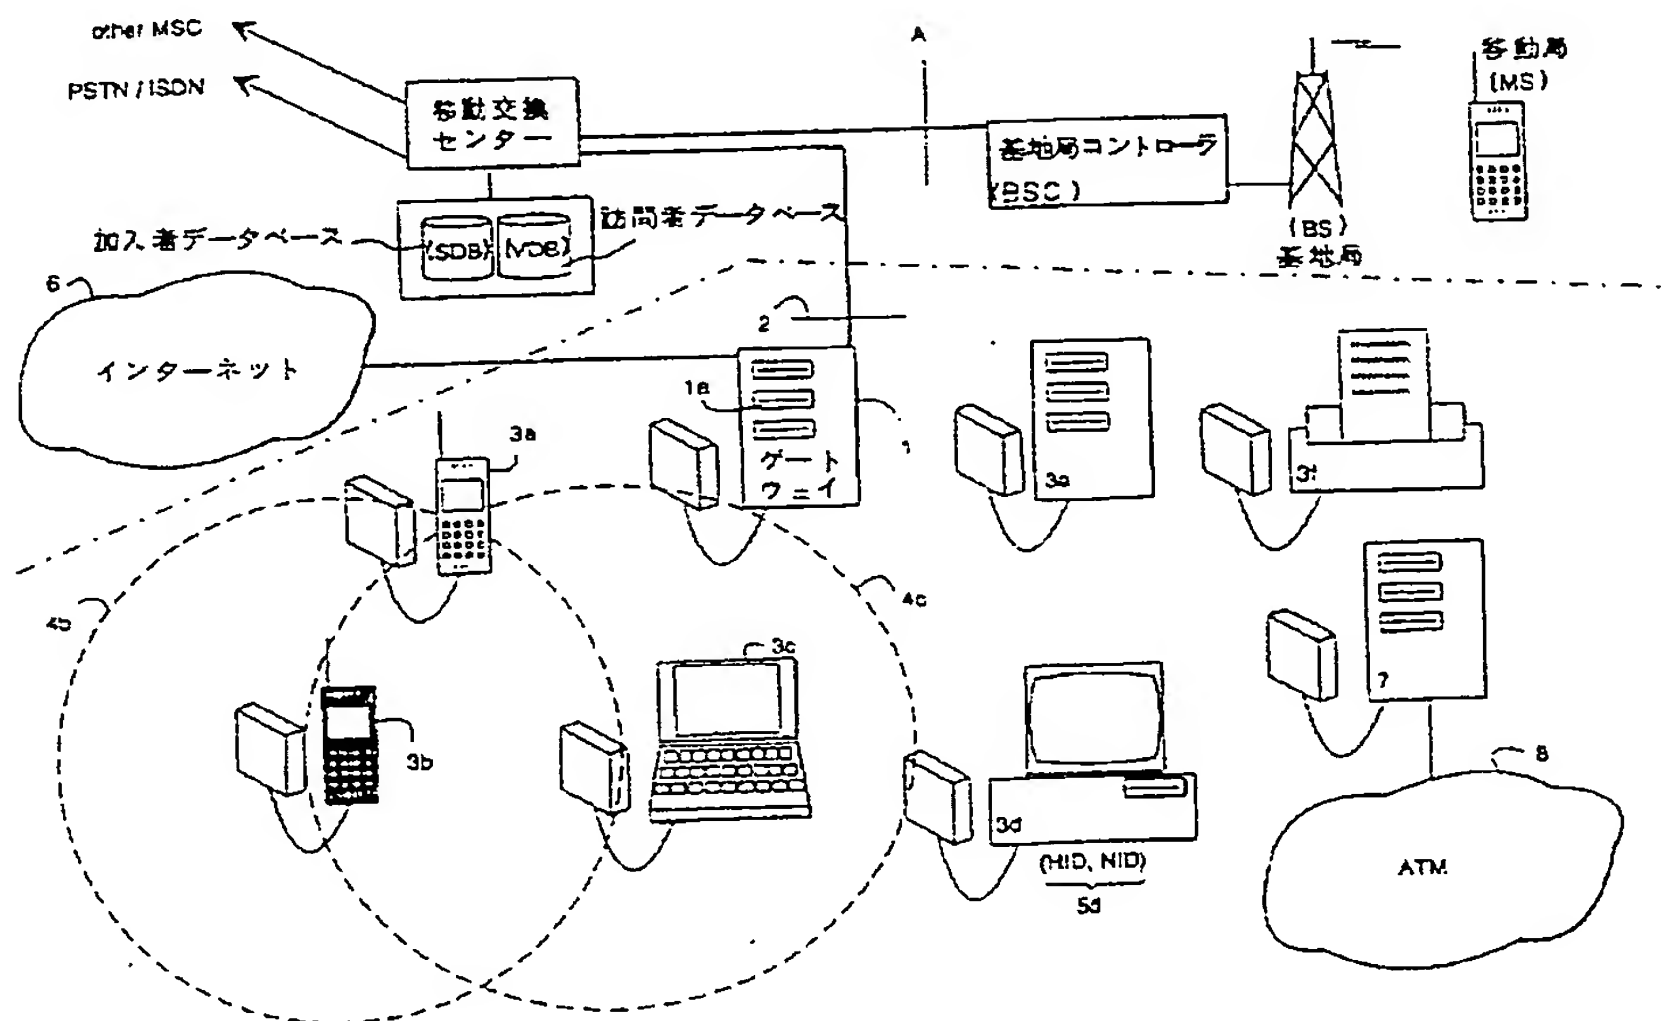 other MSC
PSTN / ISDN
移動交換
センター
A
基地局コントローラ
(BSC)
(BS)
基地局
移動局
(MS)
加入者データベース
(SDB)
(VDB)
訪問者データベース
6
インターネット
2
1a
1
ゲート
ウェイ
3a
3f
3a
4b
4c
3b
3c
3d
(HID, NID)
5d
7
8
ATM